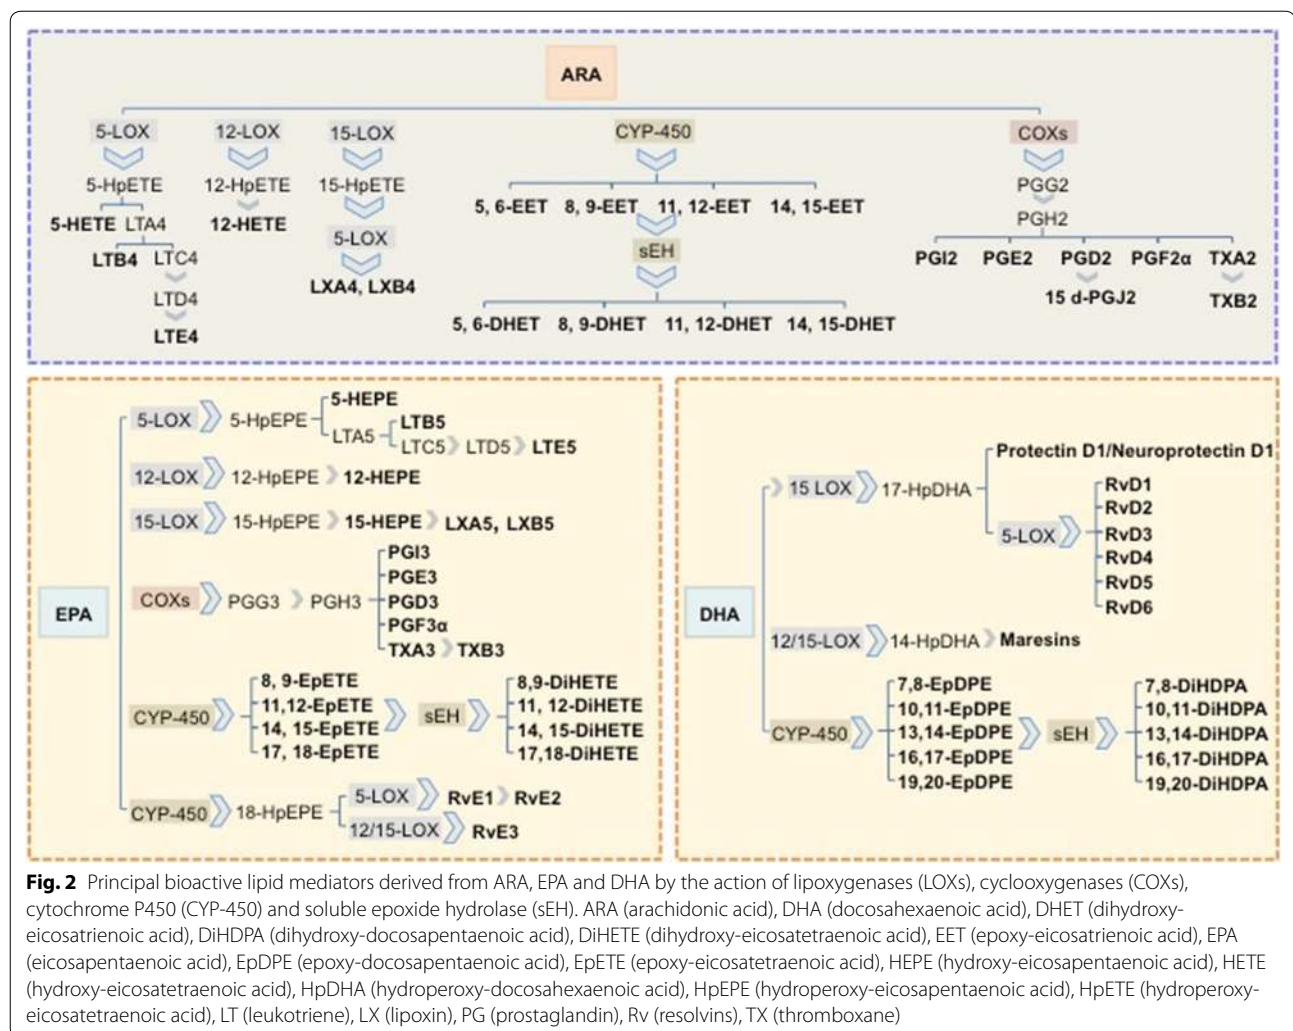 ARA
5-LOX 12-LOX 15-LOX CYP-450 COXs
5-HpETE 12-HpETE 15-HpETE PGG2
5, 6-EET 8, 9-EET 11, 12-EET 14, 15-EET
5-HETE LTA4 12-HETE PGH2
5-LOX sEH
LTB4 LTC4 PGI2 PGE2 PGD2 PGF2α TXA2
LXA4, LXB4
LTD4 15 d-PGJ2 TXB2
5, 6-DHET 8, 9-DHET 11, 12-DHET 14, 15-DHET
LTE4
EPA
5-LOX 5-HpEPE 5-HEPE
LTA5 LTB5
LTC5 LTD5 LTE5
12-LOX 12-HpEPE 12-HEPE
15-LOX 15-HpEPE 15-HEPE LXA5, LXB5
COXs PGG3 PGH3
PGI3
PGE3
PGD3
PGF3α
TXA3 TXB3
CYP-450
8, 9-EpETE
11,12-EpETE
14, 15-EpETE
17, 18-EpETE
sEH
8,9-DiHETE
11, 12-DiHETE
14, 15-DiHETE
17,18-DiHETE
CYP-450 18-HpEPE
5-LOX RvE1 RvE2
12/15-LOX RvE3
DHA
15 LOX 17-HpDHA
Protectin D1/Neuroprotectin D1
5-LOX
RvD1
RvD2
RvD3
RvD4
RvD5
RvD6
12/15-LOX 14-HpDHA Maresins
CYP-450
7,8-EpDPE
10,11-EpDPE
13,14-EpDPE
16,17-EpDPE
19,20-EpDPE
sEH
7,8-DiHDPA
10,11-DiHDPA
13,14-DiHDPA
16,17-DiHDPA
19,20-DiHDPA
Fig. 2 Principal bioactive lipid mediators derived from ARA, EPA and DHA by the action of lipoxygenases (LOXs), cyclooxygenases (COXs),
cytochrome P450 (CYP-450) and soluble epoxide hydrolase (sEH). ARA (arachidonic acid), DHA (docosahexaenoic acid), DHET (dihydroxy-
eicosatrienoic acid), DiHDPA (dihydroxy-docosapentaenoic acid), DiHETE (dihydroxy-eicosatetraenoic acid), EET (epoxy-eicosatrienoic acid), EPA
(eicosapentaenoic acid), EpDPE (epoxy-docosapentaenoic acid), EpETE (epoxy-eicosatetraenoic acid), HEPE (hydroxy-eicosapentaenoic acid), HETE
(hydroxy-eicosatetraenoic acid), HpDHA (hydroperoxy-docosahexaenoic acid), HpEPE (hydroperoxy-eicosapentaenoic acid), HpETE (hydroperoxy-
eicosatetraenoic acid), LT (leukotriene), LX (lipoxin), PG (prostaglandin), Rv (resolvins), TX (thromboxane)